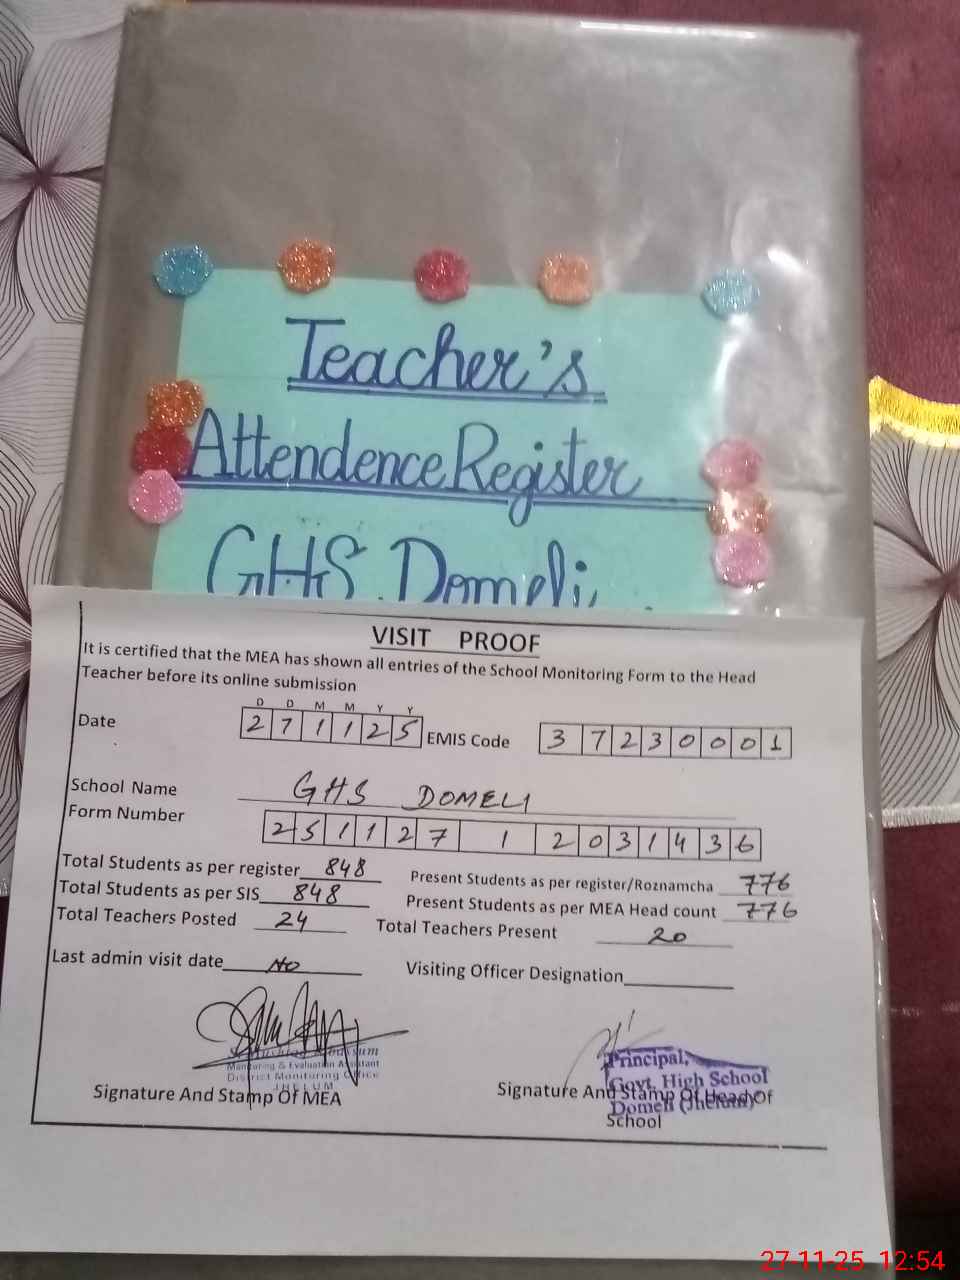 Teacher's
Attendence Register
GHS Domeli
VISIT PROOF
It is certified that the MEA has shown all entries of the School Monitoring Form to the Head
Teacher before its online submission
D D M M Y Y
Date 2 7 1 1 2 5 EMIS Code 3 7 2 3 0 0 0 1
School Name GHS DOMELI
Form Number 2 5 1 1 2 7 1 2 0 3 1 4 3 6
Total Students as per register 848 Present Students as per register/Roznamcha 776
Total Students as per SIS 848 Present Students as per MEA Head count 776
Total Teachers Posted 24 Total Teachers Present 20
Last admin visit date No Visiting Officer Designation
Monitoring & Evaluation Assistant
District Monitoring Office
JHELUM
Signature And Stamp Of MEA
Principal,
Govt. High School
Domeli (Jhelum)
Signature And Stamp Of Head Of
School
27-11-25 12:54